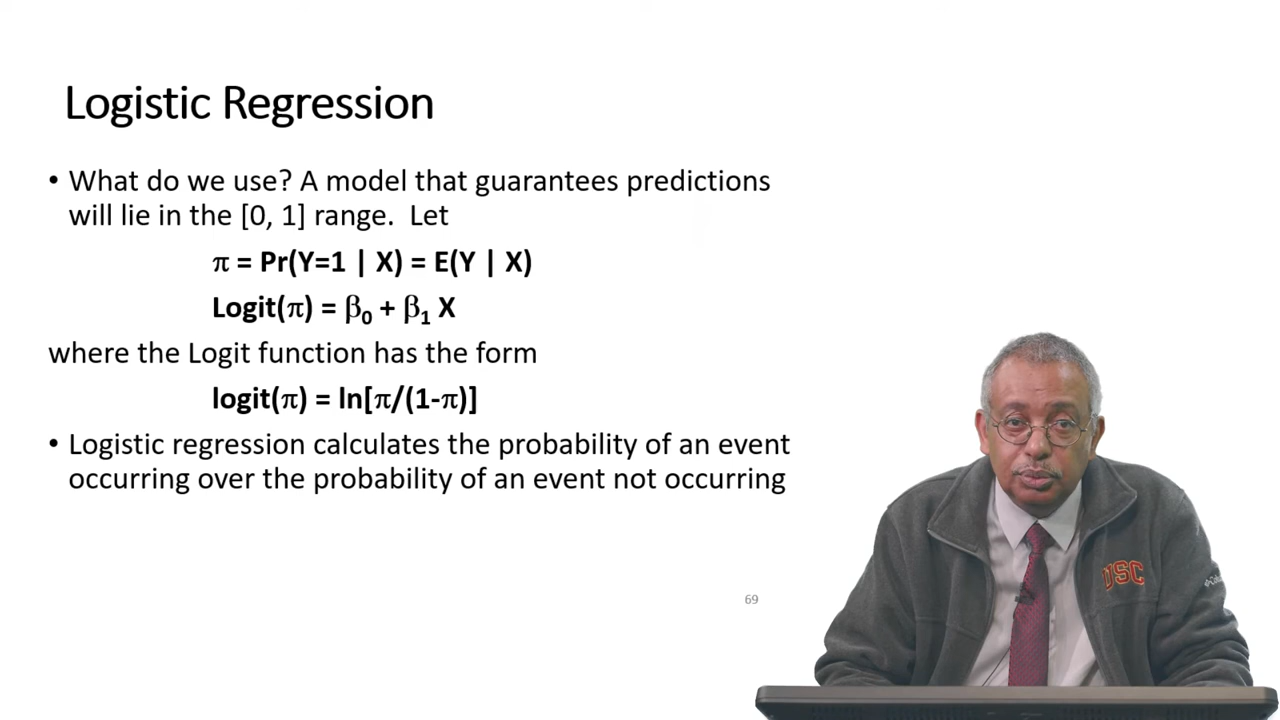 Logistic Regression
• What do we use? A model that guarantees predictions
will lie in the [0, 1] range. Let
π = Pr(Y=1 | X) = E(Y | X)
Logit(π) = β₀ + β₁ X
where the Logit function has the form
logit(π) = ln[π/(1-π)]
• Logistic regression calculates the probability of an event
occurring over the probability of an event not occurring
USC
69